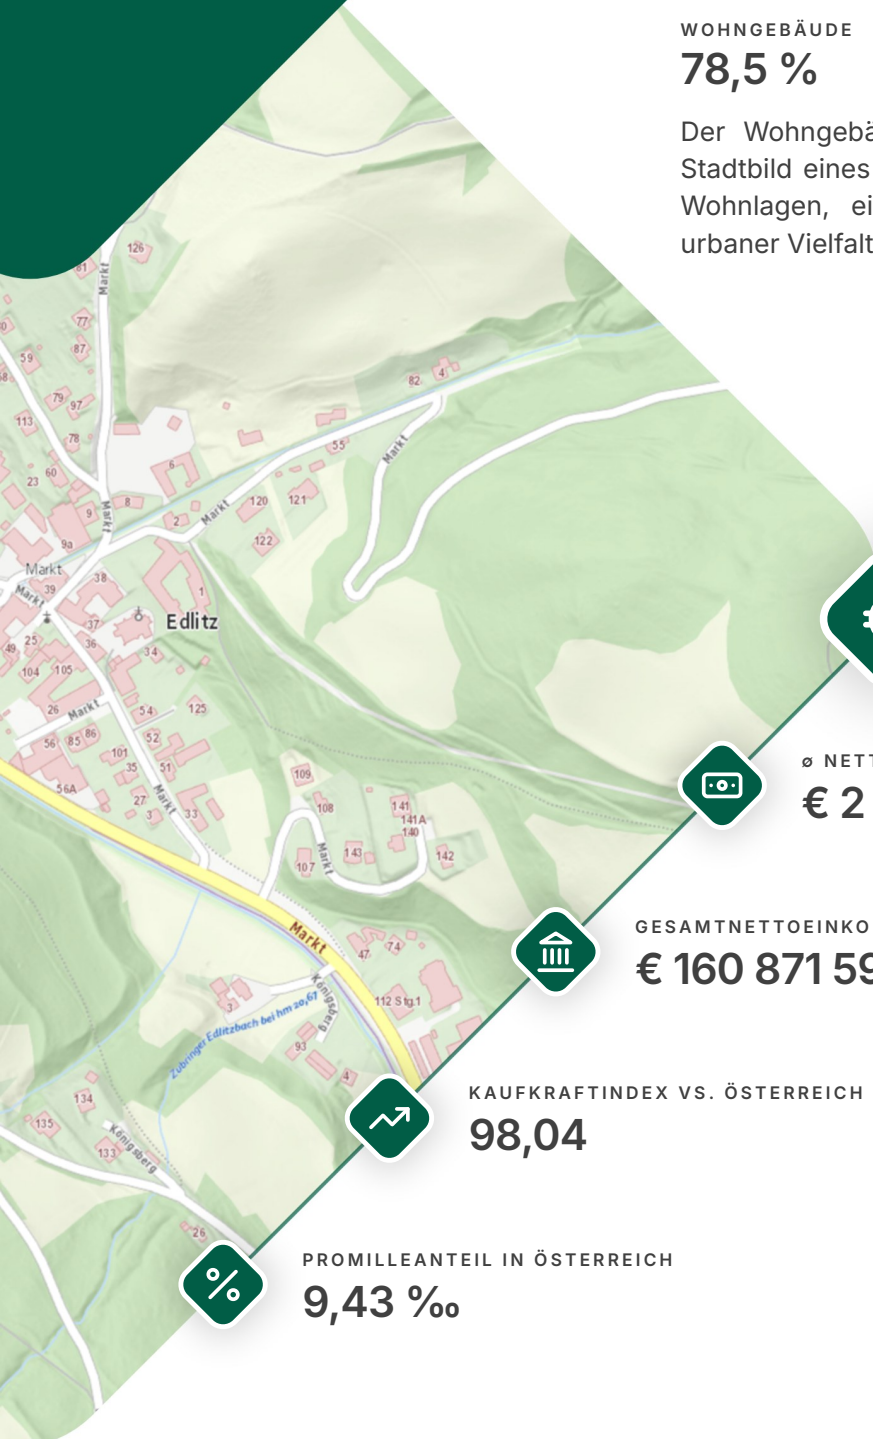 WOHNGEBÄUDE
78,5 %
Der Wohngebä
Stadtbild eines
Wohnlagen, ei
urbaner Vielfalt
126
81
Markt
77
87
59
82
4
79
97
113
78
55
Markt
60
23
6
8
9
Markt
2
Markt
120
121
9a
122
Markt
38
39
Markt
1
37
Edlitz
25
36
49
34
104
105
26
Markt
54
125
56
85
86
52
101
35
51
ø NETT
€ 2
56A
109
27
Markt
3
33
108
141
141A
140
Markt
143
107
142
GESAMTNETTOEINKO
€ 160 871 59
Markt
47
74
3
Königsberg
112 Stg.1
Zubringer Edlitzbach bei hm 20,67
93
4
KAUFKRAFTINDEX VS. ÖSTERREICH
98,04
134
135
Königsberg
133
26
PROMILLEANTEIL IN ÖSTERREICH
9,43 ‰